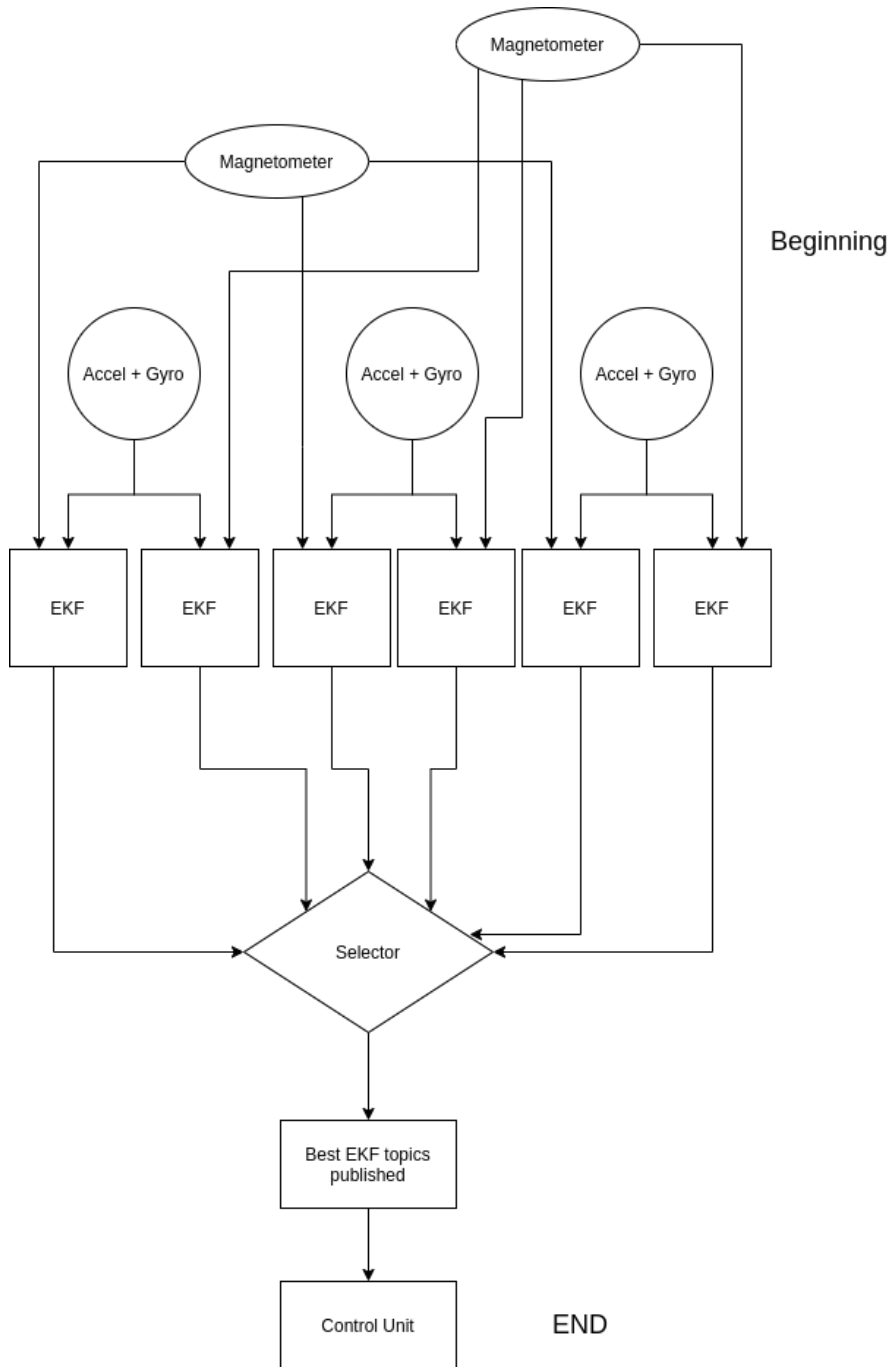 Magnetometer
Magnetometer
Beginning
Accel + Gyro
Accel + Gyro
Accel + Gyro
EKF
EKF
EKF
EKF
EKF
EKF
Selector
Best EKF topics
published
Control Unit
END